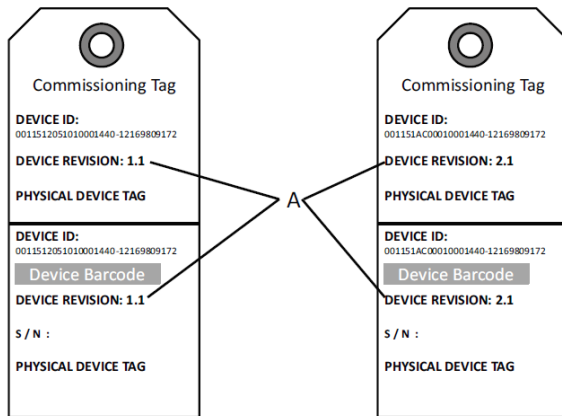 Commissioning Tag
DEVICE ID:
0011512051010001440-12169809172
DEVICE REVISION: 1.1
PHYSICAL DEVICE TAG
DEVICE ID:
0011512051010001440-12169809172
Device Barcode
DEVICE REVISION: 1.1
S / N :
PHYSICAL DEVICE TAG
A
Commissioning Tag
DEVICE ID:
001151AC00010001440-12169809172
DEVICE REVISION: 2.1
PHYSICAL DEVICE TAG
DEVICE ID:
001151AC00010001440-12169809172
Device Barcode
DEVICE REVISION: 2.1
S / N :
PHYSICAL DEVICE TAG